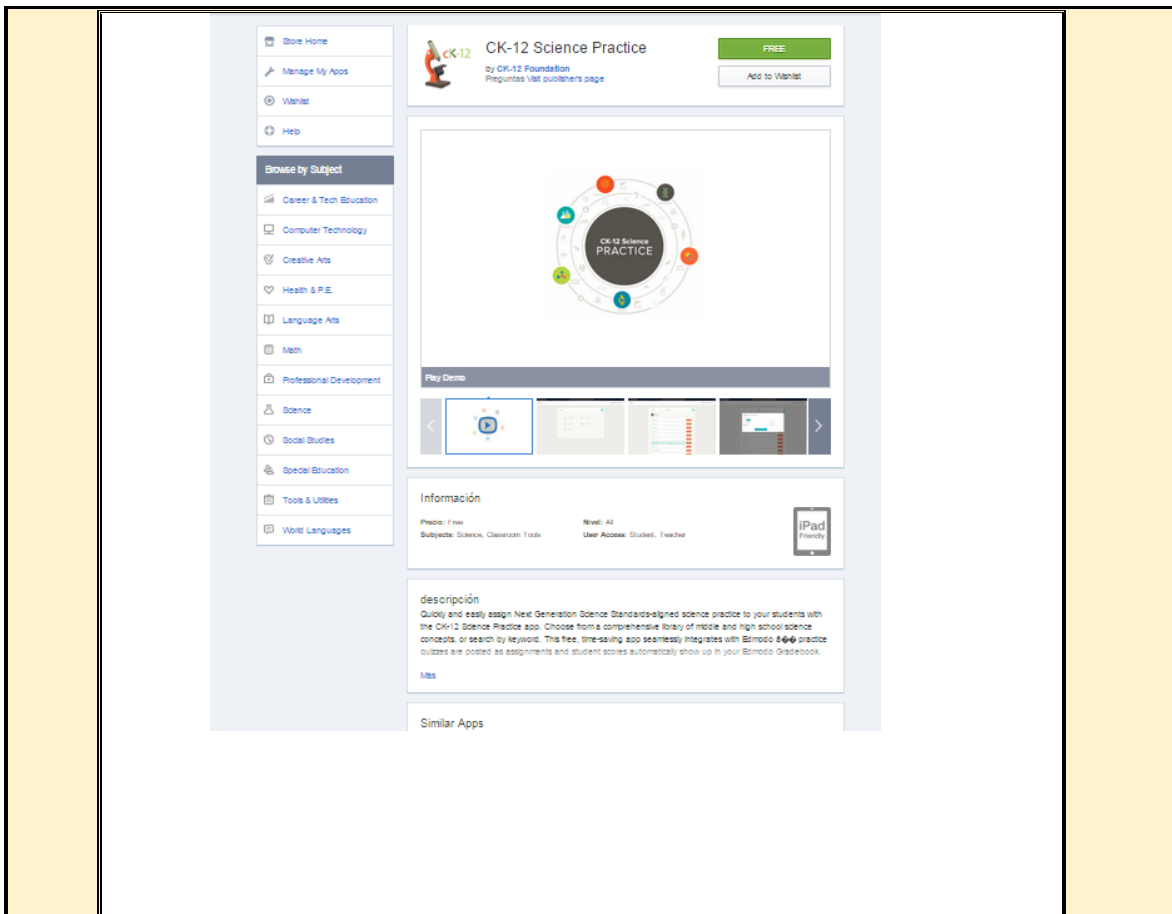 Store Home
Manage My Apps
Wishlist
Help
Browse by Subject
Career & Tech Education
Computer Technology
Creative Arts
Health & P.E.
Language Arts
Math
Professional Development
Science
Social Studies
Special Education
Tools & Utilities
World Languages
cK-12
CK-12 Science Practice
by CK-12 Foundation
Preguntas Visit publisher's page
FREE
Add to Wishlist
CK-12 Science
PRACTICE
Play Demo
Información
Precio: Free
Nivel: All
Subjects: Science, Classroom Tools
User Access: Student, Teacher
iPad
Friendly
descripción
Quickly and easily assign Next Generation Science Standards-aligned science practice to your students with
the CK-12 Science Practice app. Choose from a comprehensive library of middle and high school science
concepts, or search by keyword. This free, time-saving app seamlessly integrates with Edmodo â�� practice
quizzes are posted as assignments and student scores automatically show up in your Edmodo Gradebook.
Más
Similar Apps